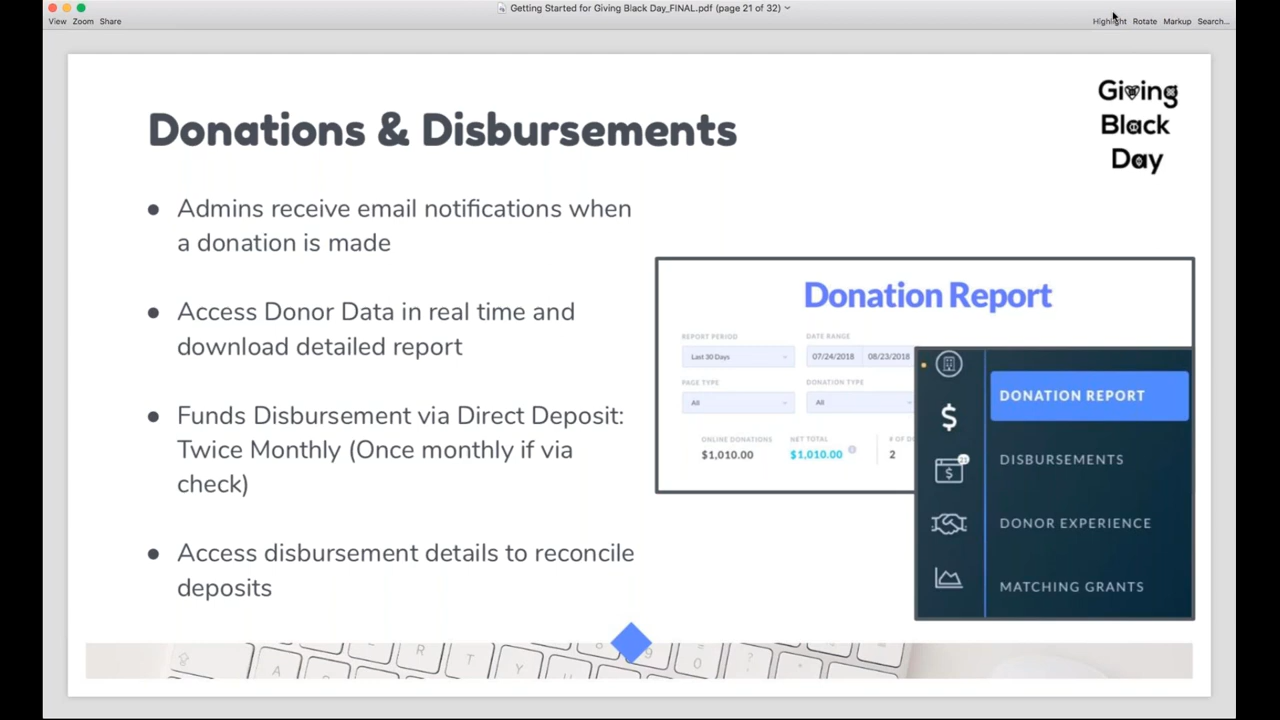 Getting Started for Giving Black Day_FINAL.pdf (page 21 of 32)
View Zoom Share
Highlight Rotate Markup Search...
Giving
Black
Day
Donations & Disbursements
● Admins receive email notifications when
a donation is made
● Access Donor Data in real time and
download detailed report
● Funds Disbursement via Direct Deposit:
Twice Monthly (Once monthly if via
check)
● Access disbursement details to reconcile
deposits
Donation Report
REPORT PERIOD DATE RANGE
Last 30 Days 07/24/2018 08/23/2018
PAGE TYPE DONATION TYPE
All All
ONLINE DONATIONS NET TOTAL # OF
$1,010.00 $1,010.00 2
DONATION REPORT
DISBURSEMENTS
DONOR EXPERIENCE
MATCHING GRANTS
R T Y 9 0 ?
A